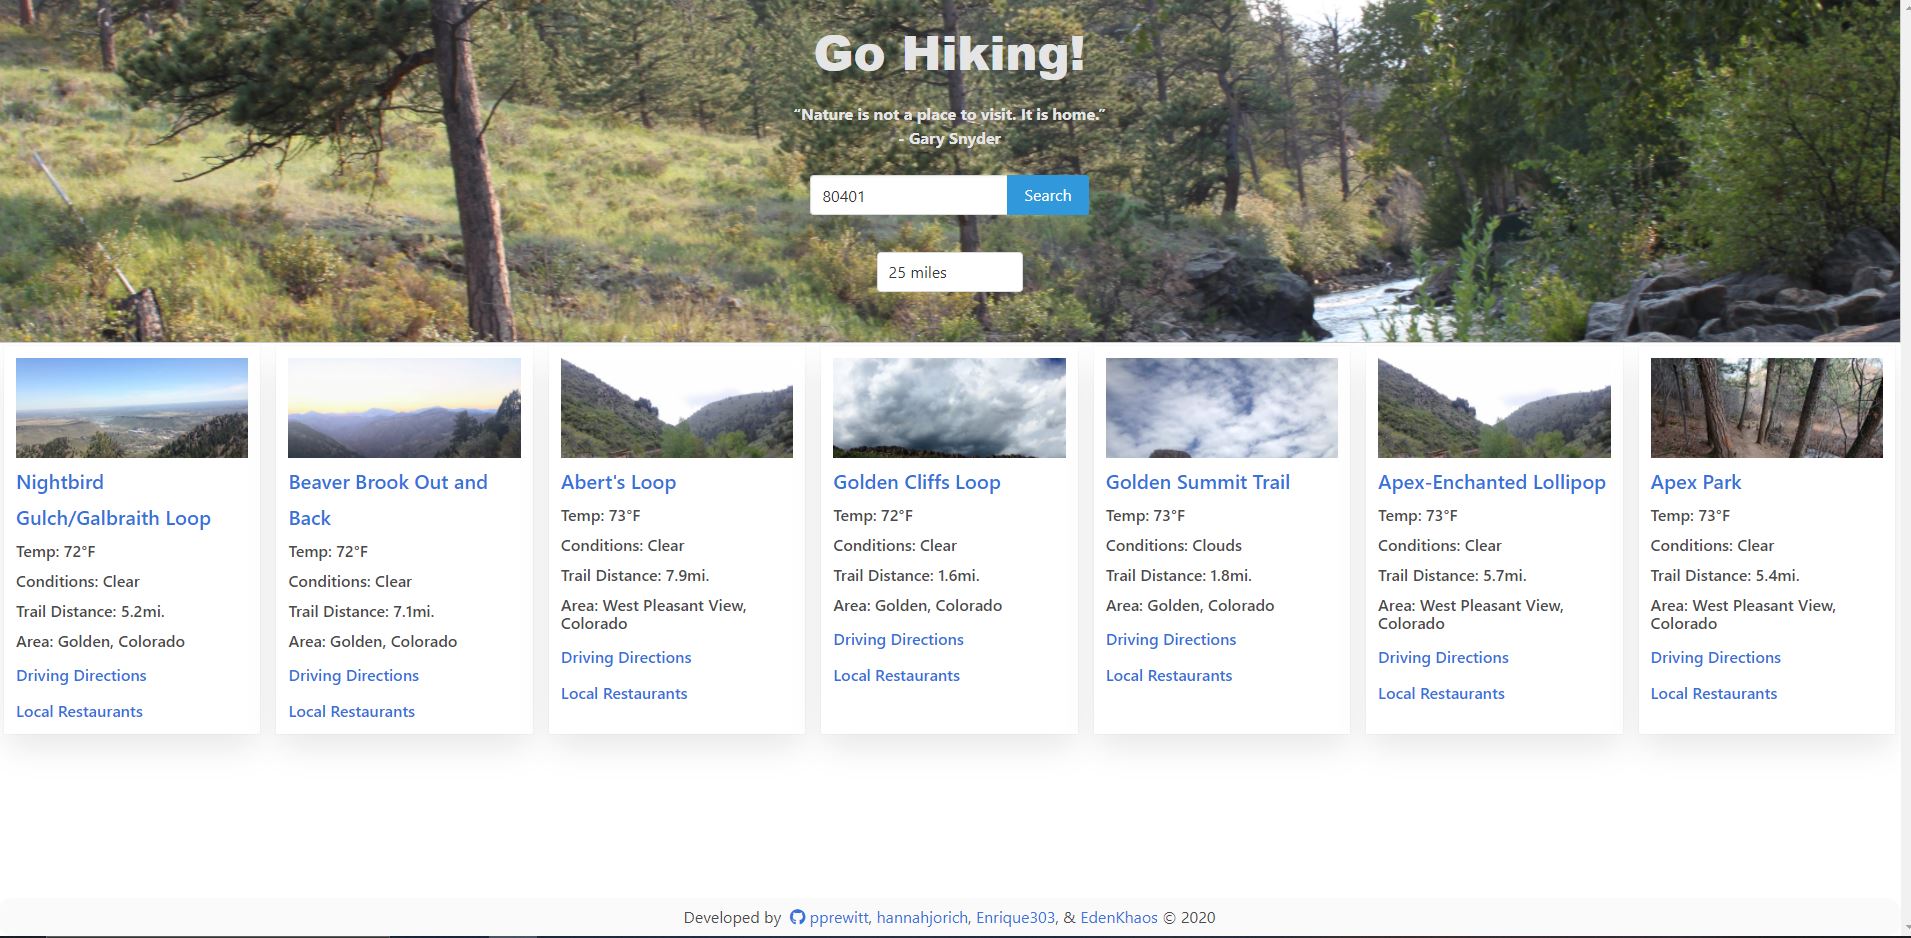 Go Hiking!
“Nature is not a place to visit. It is home.”
- Gary Snyder
80401
Search
25 miles
Nightbird
Gulch/Galbraith Loop
Temp: 72°F
Conditions: Clear
Trail Distance: 5.2mi.
Area: Golden, Colorado
Driving Directions
Local Restaurants
Beaver Brook Out and
Back
Temp: 72°F
Conditions: Clear
Trail Distance: 7.1mi.
Area: Golden, Colorado
Driving Directions
Local Restaurants
Abert's Loop
Temp: 73°F
Conditions: Clear
Trail Distance: 7.9mi.
Area: West Pleasant View,
Colorado
Driving Directions
Local Restaurants
Golden Cliffs Loop
Temp: 72°F
Conditions: Clear
Trail Distance: 1.6mi.
Area: Golden, Colorado
Driving Directions
Local Restaurants
Golden Summit Trail
Temp: 73°F
Conditions: Clouds
Trail Distance: 1.8mi.
Area: Golden, Colorado
Driving Directions
Local Restaurants
Apex-Enchanted Lollipop
Temp: 73°F
Conditions: Clear
Trail Distance: 5.7mi.
Area: West Pleasant View,
Colorado
Driving Directions
Local Restaurants
Apex Park
Temp: 73°F
Conditions: Clear
Trail Distance: 5.4mi.
Area: West Pleasant View,
Colorado
Driving Directions
Local Restaurants
Developed by pprewitt, hannahjorich, Enrique303, & EdenKhaos © 2020